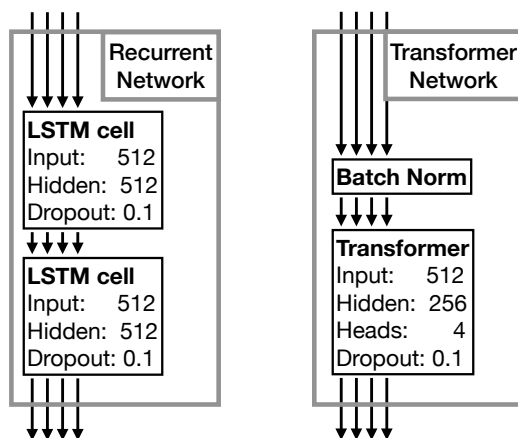 Recurrent
Network
LSTM cell
Input: 512
Hidden: 512
Dropout: 0.1
LSTM cell
Input: 512
Hidden: 512
Dropout: 0.1
Transformer
Network
Batch Norm
Transformer
Input: 512
Hidden: 256
Heads: 4
Dropout: 0.1